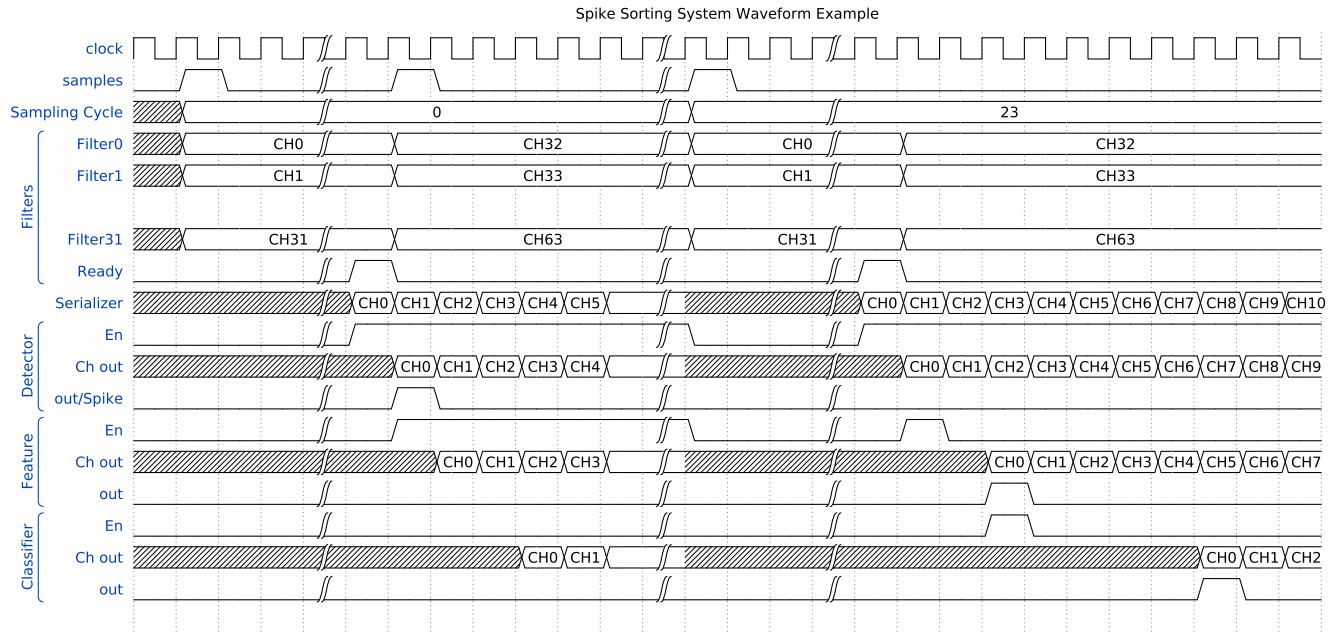 Spike Sorting System Waveform Example
clock
samples
Sampling Cycle 0 23
Filters
Filter0 CH0 CH32 CH0 CH32
Filter1 CH1 CH33 CH1 CH33
Filter31 CH31 CH63 CH31 CH63
Ready
Serializer CH0 CH1 CH2 CH3 CH4 CH5 CH0 CH1 CH2 CH3 CH4 CH5 CH6 CH7 CH8 CH9 CH10
Detector
En
Ch out CH0 CH1 CH2 CH3 CH4 CH0 CH1 CH2 CH3 CH4 CH5 CH6 CH7 CH8 CH9
out/Spike
Feature
En
Ch out CH0 CH1 CH2 CH3 CH0 CH1 CH2 CH3 CH4 CH5 CH6 CH7
out
Classifier
En
Ch out CH0 CH1 CH0 CH1 CH2
out